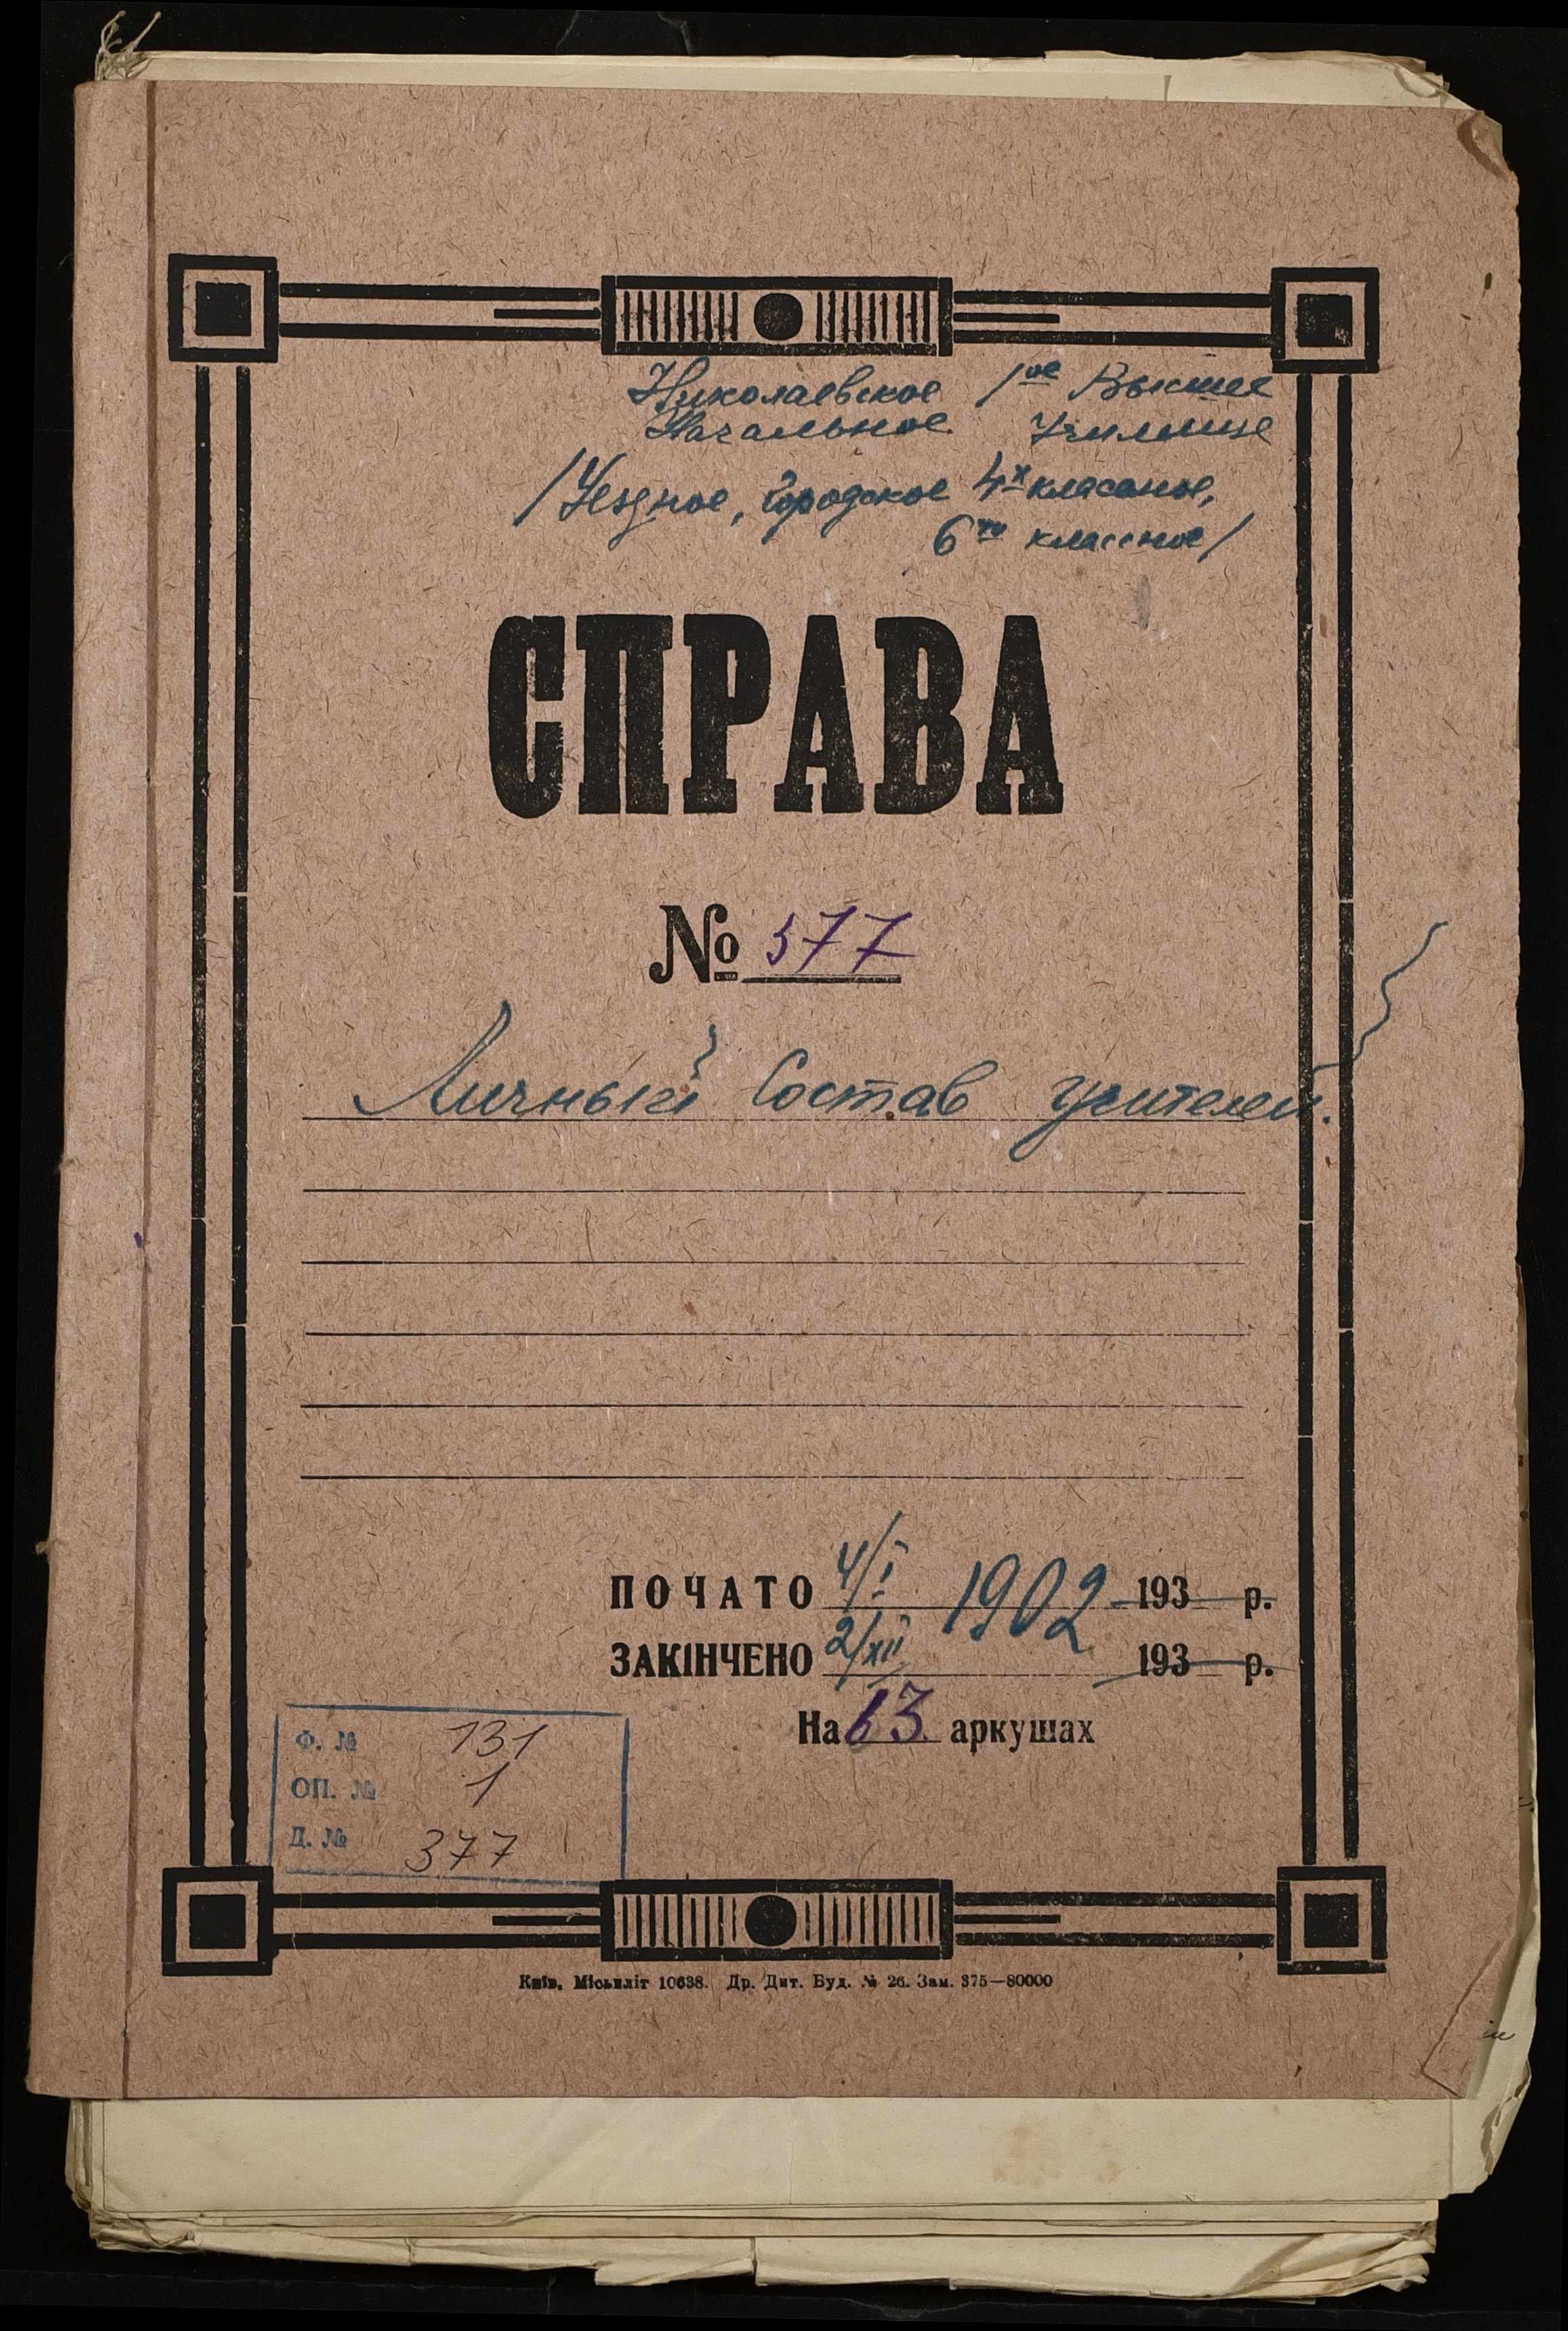 Николаевское 1ое Высшее
Начальное Училище
/Уездное, Городское 4х класcное,
6ти классное/
СПРАВА
№ 377
Личный Состав учителей.
ПОЧАТО 4/I 1902 193 р.
ЗАКІНЧЕНО 2/XII 193 р.
На 63 аркушах
Ф. № 131
ОП. № 1
Д. № 377
Київ. Міськліт 10638. Др. Дит. Буд. № 26. Зам. 375—80000